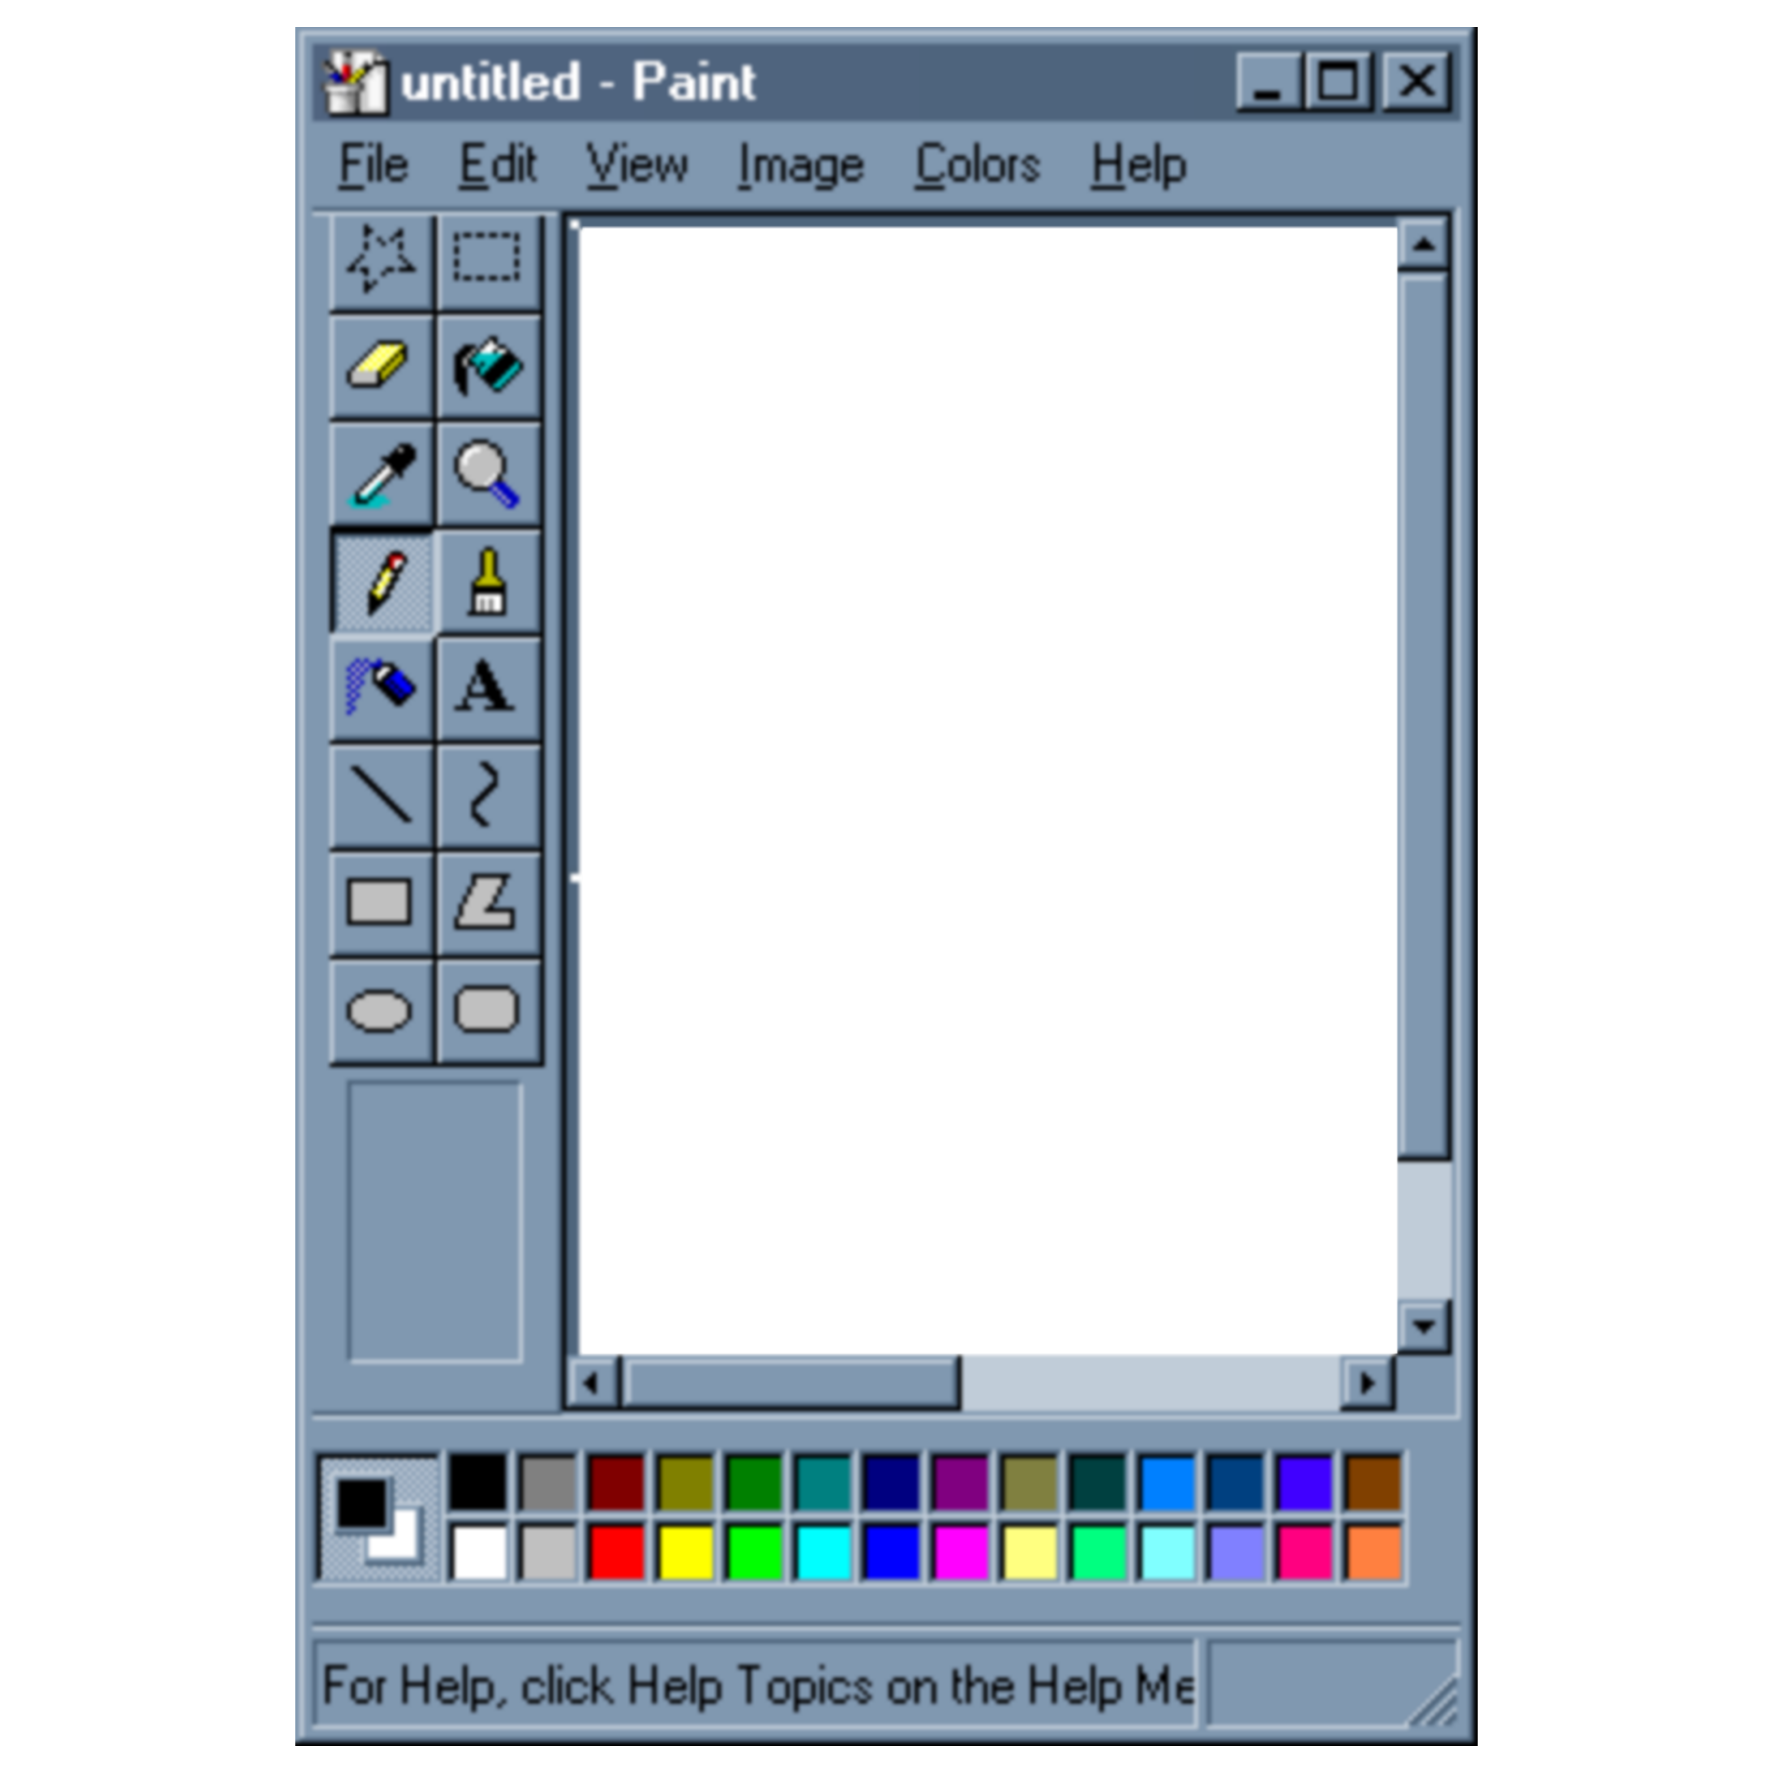 untitled - Paint
File Edit View Image Colors Help
A
For Help, click Help Topics on the Help Me